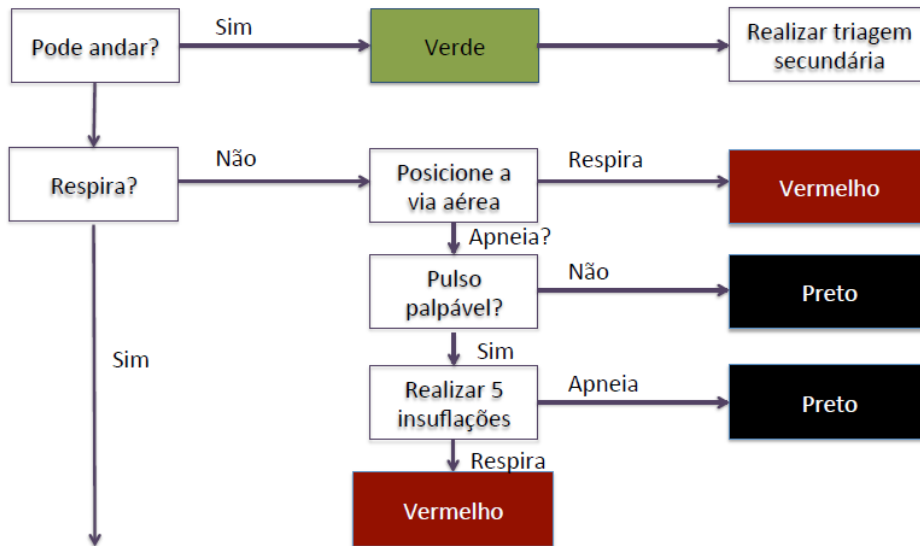 Sim
Pode andar?
Verde
Realizar triagem
secundária
Não
Respira
Respira?
Posicione a
via aérea
Vermelho
Apneia?
Não
Pulso
palpável?
Preto
Sim
Sim
Apneia
Realizar 5
insuflações
Preto
Respira
Vermelho